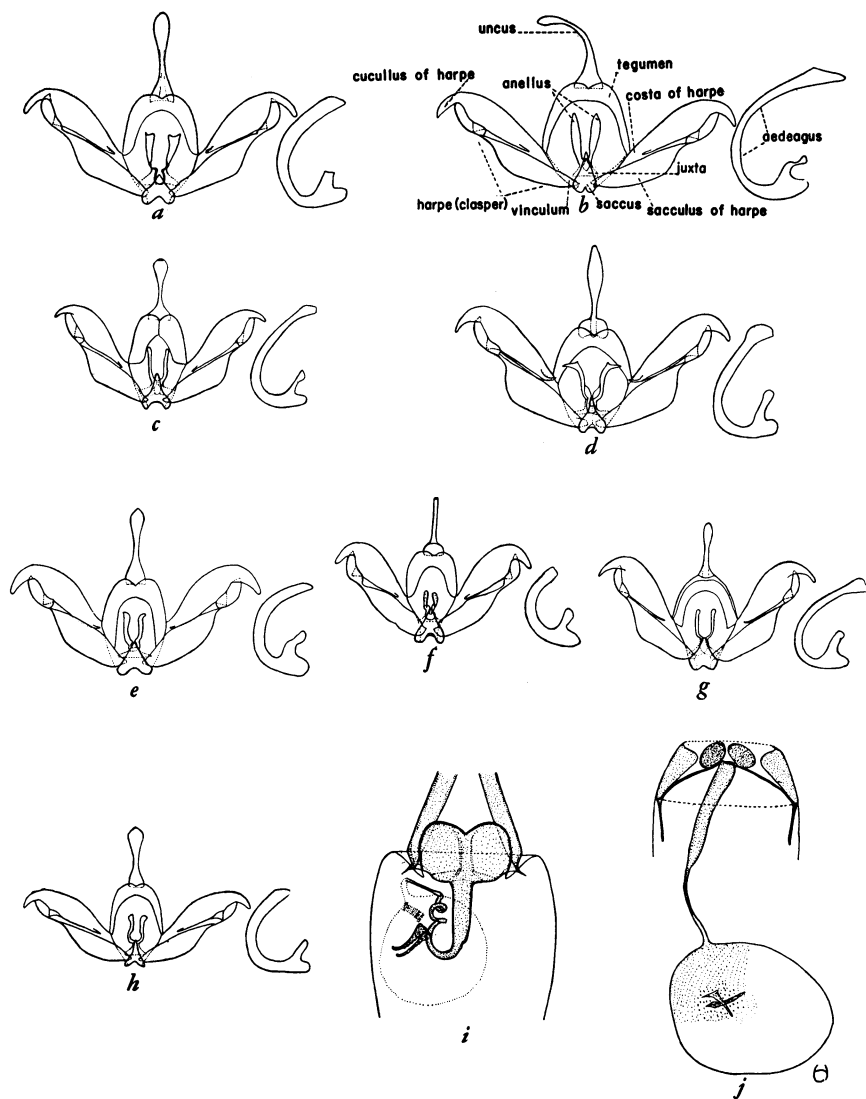 uncus
cucullus of harpe
anellus
tegumen
costa of harpe
aedeagus
juxta
harpe (clasper)
vinculum
saccus
sacculus of harpe
a
b
c
d
e
f
g
h
i
j